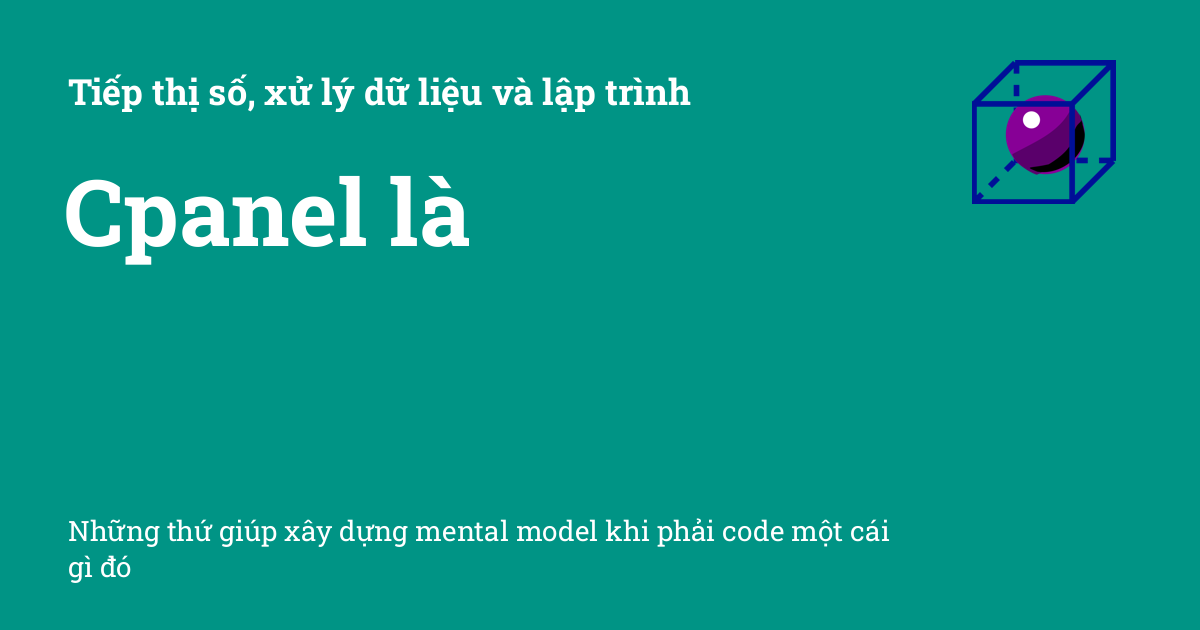 Tiếp thị số, xử lý dữ liệu và lập trình
Cpanel là
Những thứ giúp xây dựng mental model khi phải code một cái
gì đó